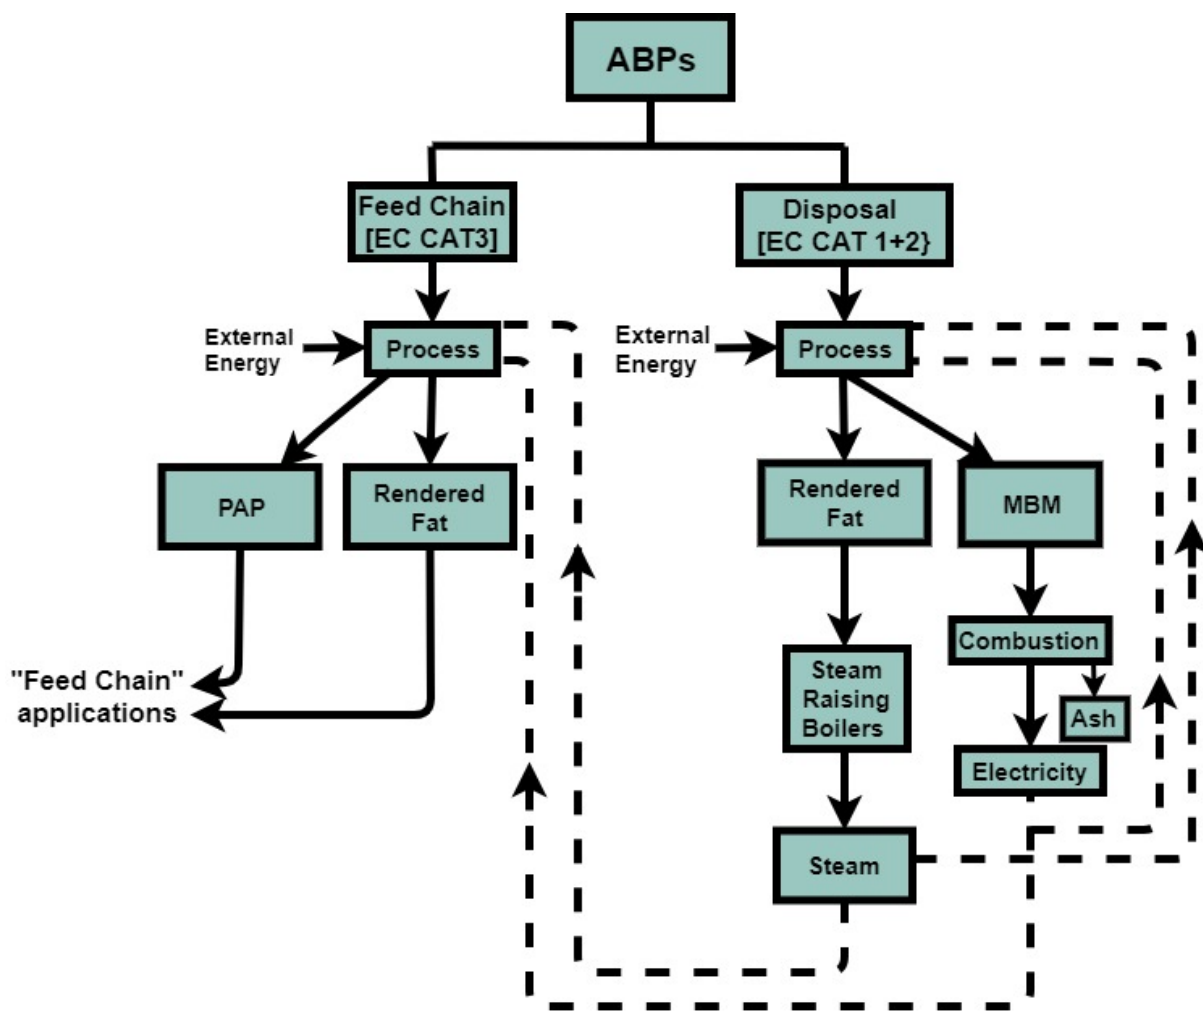 ABPs
Feed Chain
[EC CAT3]
Disposal
[EC CAT 1+2}
External
Energy
Process
External
Energy
Process
PAP
Rendered
Fat
Rendered
Fat
MBM
"Feed Chain"
applications
Steam
Raising
Boilers
Combustion
Ash
Electricity
Steam